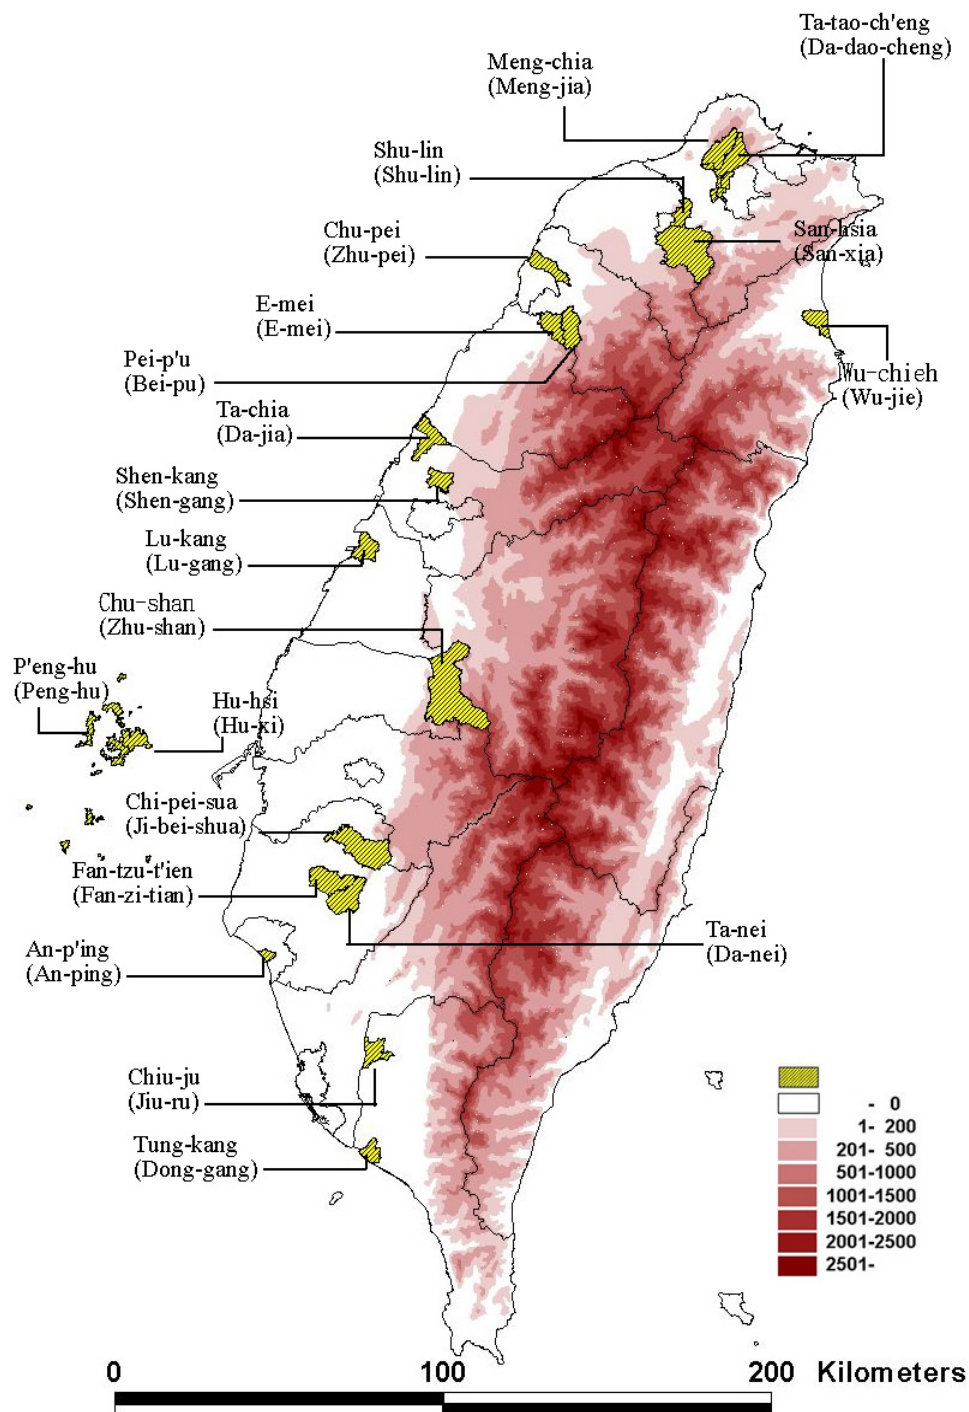 Ta-tao-ch'eng
(Da-dao-cheng)
Meng-chia
(Meng-jia)
Shu-lin
(Shu-lin)
San-hsia
(San-xia)
Chu-pei
(Zhu-pei)
E-mei
(E-mei)
Pei-p'u
(Bei-pu)
Wu-chieh
(Wu-jie)
Ta-chia
(Da-jia)
Shen-kang
(Shen-gang)
Lu-kang
(Lu-gang)
Chu-shan
(Zhu-shan)
P'eng-hu
(Peng-hu)
Hu-hsi
(Hu-xi)
Chi-pei-sua
(Ji-bei-shua)
Fan-tzu-t'ien
(Fan-zi-tian)
Ta-nei
(Da-nei)
An-p'ing
(An-ping)
Chiu-ju
(Jiu-ru)
Tung-kang
(Dong-gang)
- 0
1- 200
201- 500
501-1000
1001-1500
1501-2000
2001-2500
2501-
0 100 200 Kilometers